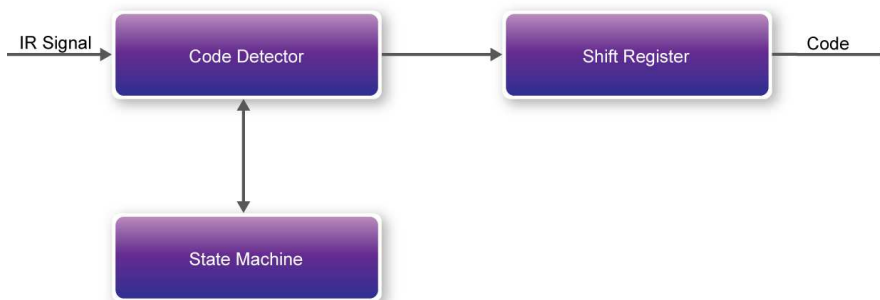 IR Signal
Code Detector
Shift Register
Code
State Machine